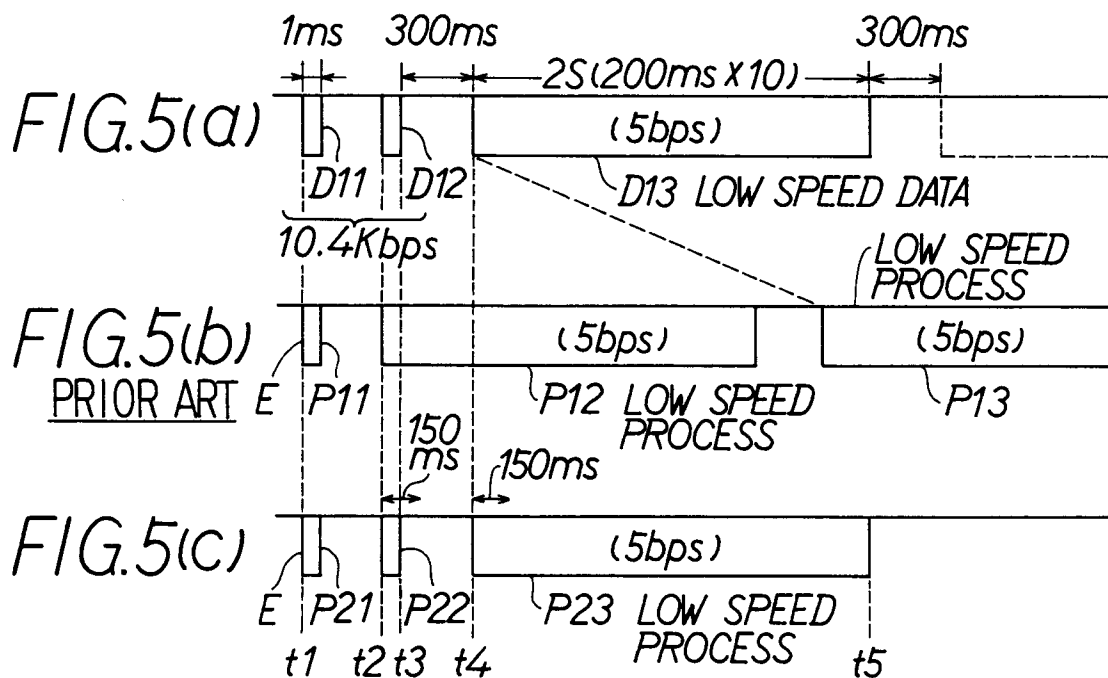 1ms 300ms 300ms
2S(200ms×10)
FIG.5(a) (5bps)
D11 D12 D13 LOW SPEED DATA
10.4Kbps
LOW SPEED
PROCESS
FIG.5(b) (5bps) (5bps)
PRIOR ART E P11 P12 LOW SPEED
PROCESS P13
150
ms 150ms
FIG.5(c) (5bps)
E P21 P22 P23 LOW SPEED
PROCESS
t1 t2 t3 t4 t5